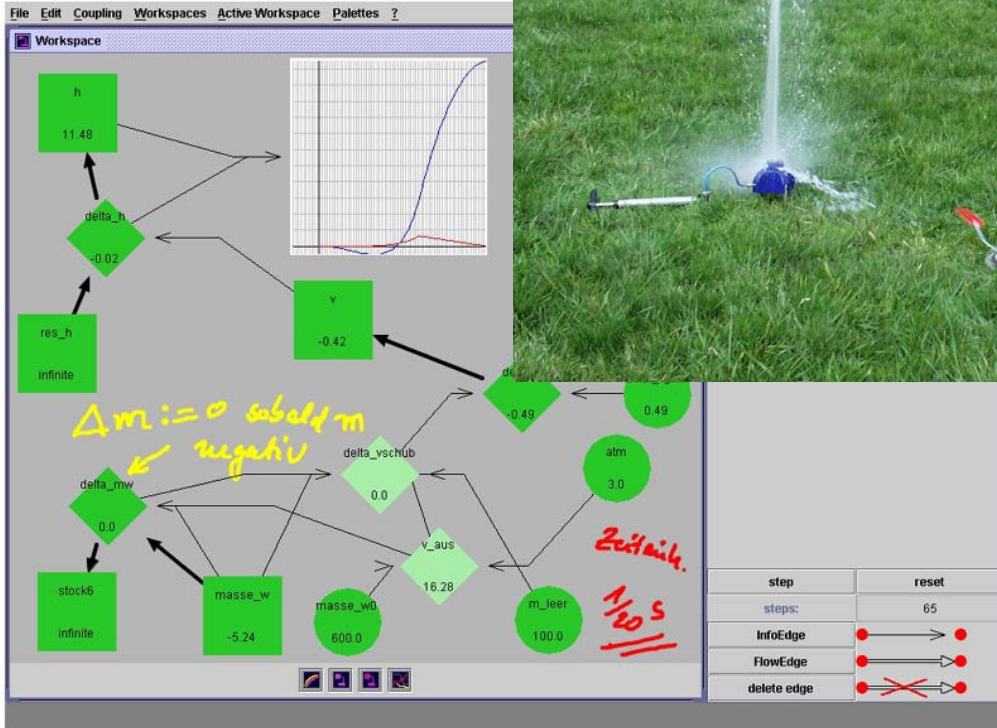 File Edit Coupling Workspaces Active Workspace Palettes ?
Workspace
h
11.48
delta_h
-0.02
res_h
infinite
v
-0.42
de
-0.49
0.49
Δm:=0 sobald m
negativ
delta_vschub
0.0
atm
3.0
delta_mw
0.0
v_aus
16.28
Zeiteinh.
1/20 s
stock6
infinite
masse_w
-5.24
masse_w0
600.0
m_leer
100.0
step reset
steps: 65
InfoEdge
FlowEdge
delete edge